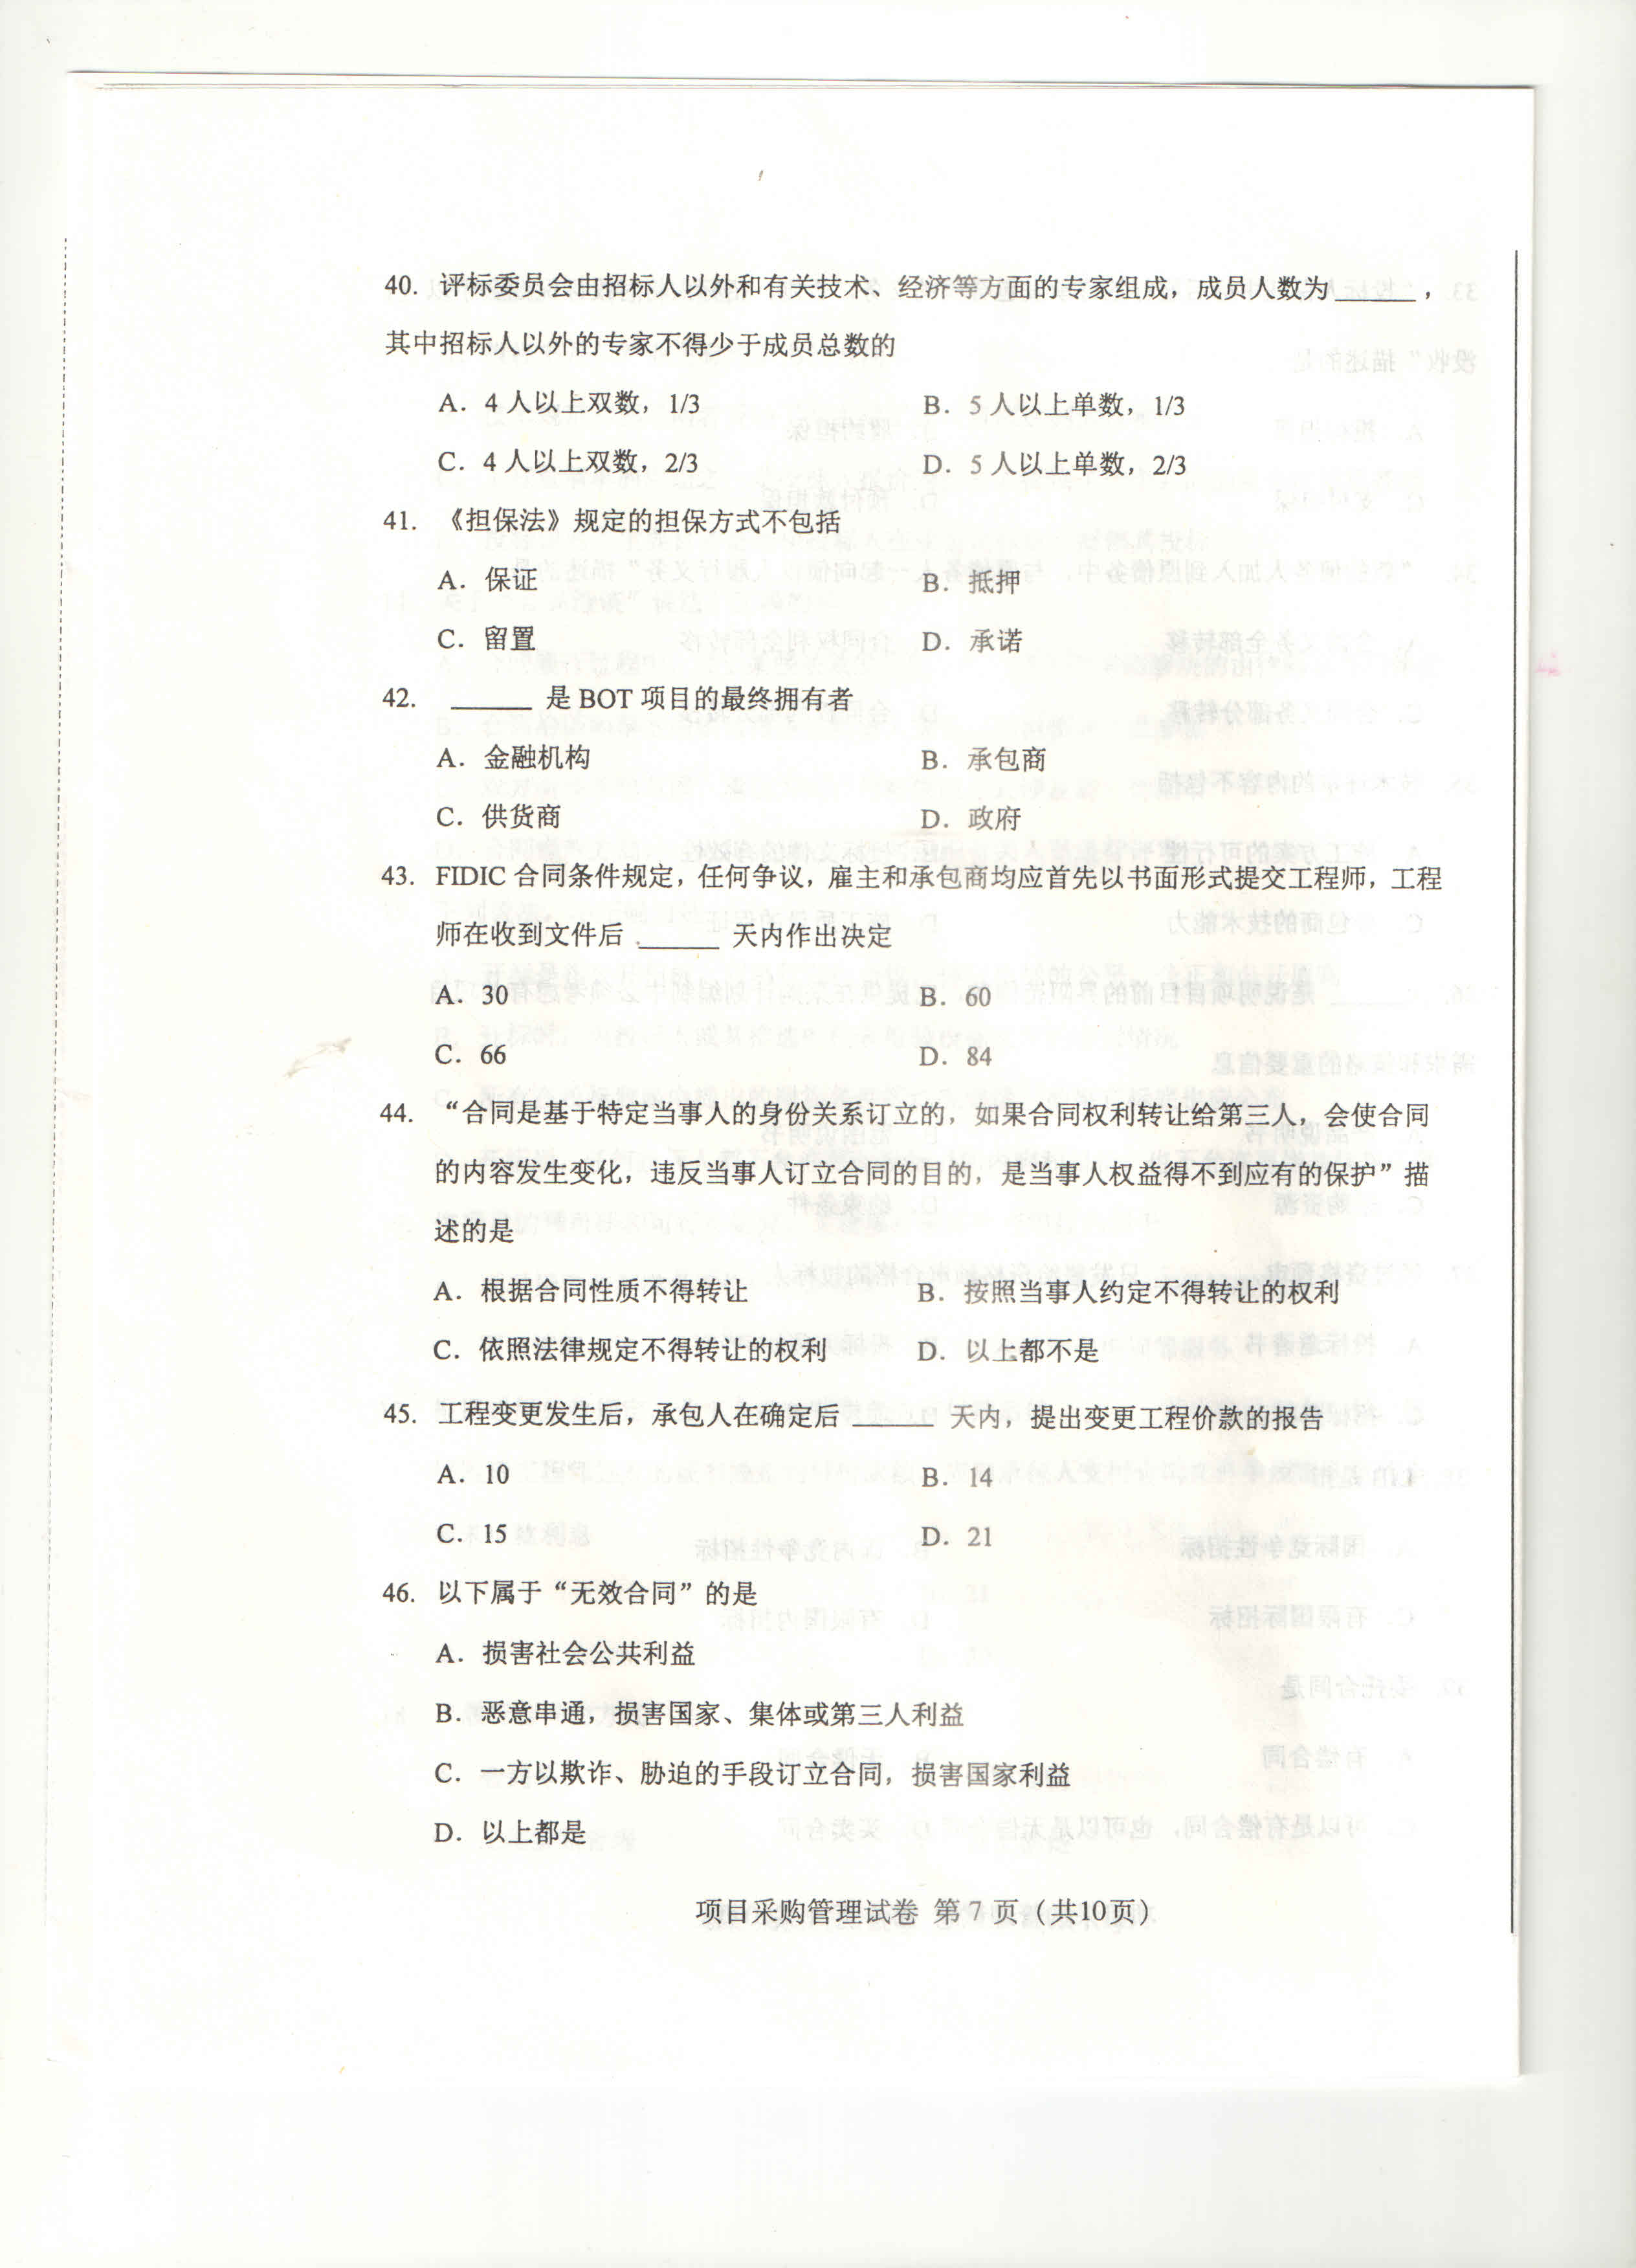 40. 评标委员会由招标人以外和有关技术、经济等方面的专家组成，成员人数为______，
其中招标人以外的专家不得少于成员总数的
A．4 人以上双数，1/3 B．5 人以上单数，1/3
C．4 人以上双数，2/3 D．5 人以上单数，2/3
41. 《担保法》规定的担保方式不包括
A．保证 B．抵押
C．留置 D．承诺
42. ______ 是 BOT 项目的最终拥有者
A．金融机构 B．承包商
C．供货商 D．政府
43. FIDIC 合同条件规定，任何争议，雇主和承包商均应首先以书面形式提交工程师，工程
师在收到文件后 ______ 天内作出决定
A．30 B．60
C．66 D．84
44. “合同是基于特定当事人的身份关系订立的，如果合同权利转让给第三人，会使合同
的内容发生变化，违反当事人订立合同的目的，是当事人权益得不到应有的保护”描
述的是
A．根据合同性质不得转让 B．按照当事人约定不得转让的权利
C．依照法律规定不得转让的权利 D．以上都不是
45. 工程变更发生后，承包人在确定后 ______ 天内，提出变更工程价款的报告
A．10 B．14
C．15 D．21
46. 以下属于“无效合同”的是
A．损害社会公共利益
B．恶意串通，损害国家、集体或第三人利益
C．一方以欺诈、胁迫的手段订立合同，损害国家利益
D．以上都是
项目采购管理试卷 第 7 页（共10页）